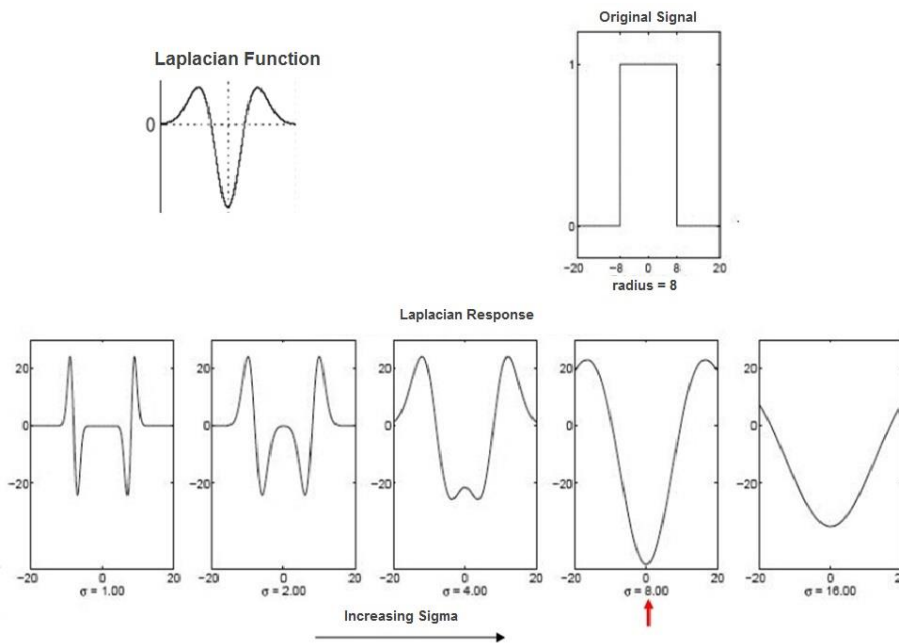 Original Signal
Laplacian Function
0
1
0
−20 −8 0 8 20
radius = 8
Laplacian Response
20 20 20 20 20
0 0 0 0 0
−20 −20 −20 −20 −20
−20 0 20 −20 0 20 −20 0 20 −20 0 20 −20 0 20
σ = 1.00 σ = 2.00 σ = 4.00 σ = 8.00 σ = 16.00
Increasing Sigma